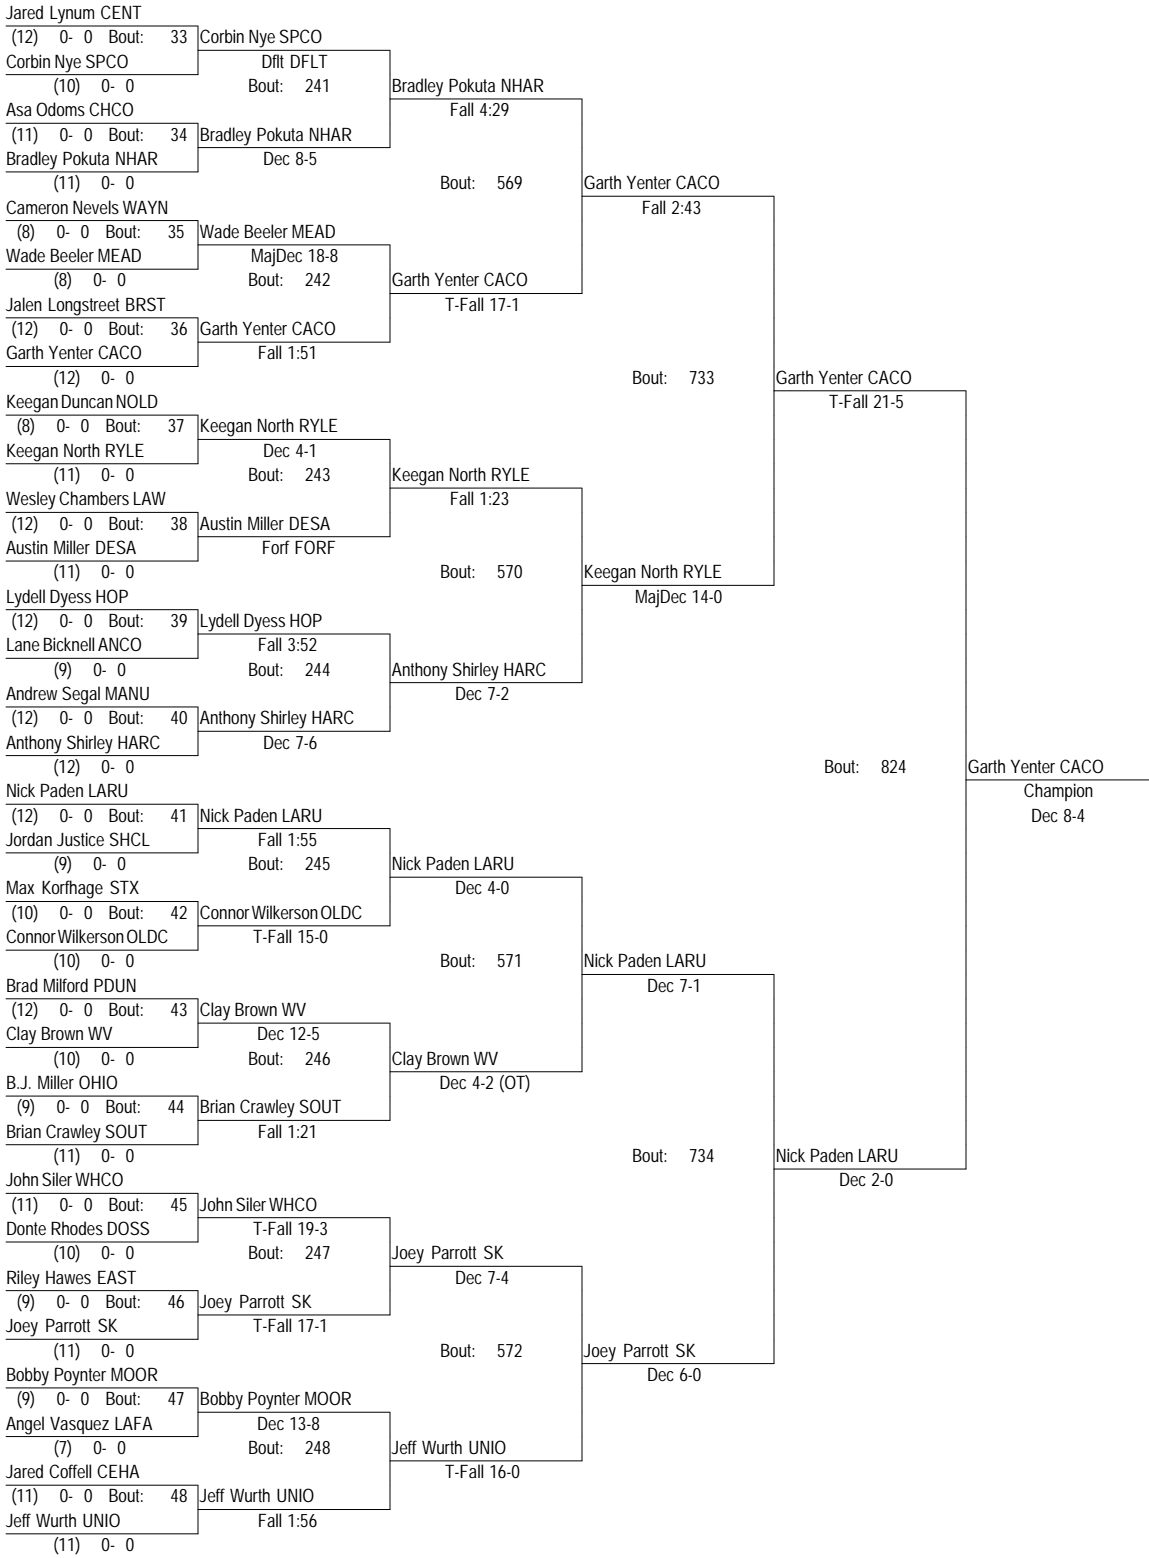 Jared Lynum CENT
(12) 0- 0 Bout: 33 Corbin Nye SPCO
Corbin Nye SPCO Dflt DFLT
(10) 0- 0 Bout: 241 Bradley Pokuta NHAR
Asa Odoms CHCO Fall 4:29
(11) 0- 0 Bout: 34 Bradley Pokuta NHAR
Bradley Pokuta NHAR Dec 8-5
(11) 0- 0 Bout: 569 Garth Yenter CACO
Cameron Nevels WAYN Fall 2:43
(8) 0- 0 Bout: 35 Wade Beeler MEAD
Wade Beeler MEAD MajDec 18-8
(8) 0- 0 Bout: 242 Garth Yenter CACO
Jalen Longstreet BRST T-Fall 17-1
(12) 0- 0 Bout: 36 Garth Yenter CACO
Garth Yenter CACO Fall 1:51
(12) 0- 0 Bout: 733 Garth Yenter CACO
Keegan Duncan NOLD T-Fall 21-5
(8) 0- 0 Bout: 37 Keegan North RYLE
Keegan North RYLE Dec 4-1
(11) 0- 0 Bout: 243 Keegan North RYLE
Wesley Chambers LAW Fall 1:23
(12) 0- 0 Bout: 38 Austin Miller DESA
Austin Miller DESA Forf FORF
(11) 0- 0 Bout: 570 Keegan North RYLE
Lydell Dyess HOP MajDec 14-0
(12) 0- 0 Bout: 39 Lydell Dyess HOP
Lane Bicknell ANCO Fall 3:52
(9) 0- 0 Bout: 244 Anthony Shirley HARC
Andrew Segal MANU Dec 7-2
(12) 0- 0 Bout: 40 Anthony Shirley HARC
Anthony Shirley HARC Dec 7-6
(12) 0- 0 Bout: 824 Garth Yenter CACO
Nick Paden LARU Champion
(12) 0- 0 Bout: 41 Nick Paden LARU Dec 8-4
Jordan Justice SHCL Fall 1:55
(9) 0- 0 Bout: 245 Nick Paden LARU
Max Korfhage STX Dec 4-0
(10) 0- 0 Bout: 42 Connor Wilkerson OLDC
Connor Wilkerson OLDC T-Fall 15-0
(10) 0- 0 Bout: 571 Nick Paden LARU
Brad Milford PDUN Dec 7-1
(12) 0- 0 Bout: 43 Clay Brown WV
Clay Brown WV Dec 12-5
(10) 0- 0 Bout: 246 Clay Brown WV
B.J. Miller OHIO Dec 4-2 (OT)
(9) 0- 0 Bout: 44 Brian Crawley SOUT
Brian Crawley SOUT Fall 1:21
(11) 0- 0 Bout: 734 Nick Paden LARU
John Siler WHCO Dec 2-0
(11) 0- 0 Bout: 45 John Siler WHCO
Donte Rhodes DOSS T-Fall 19-3
(10) 0- 0 Bout: 247 Joey Parrott SK
Riley Hawes EAST Dec 7-4
(9) 0- 0 Bout: 46 Joey Parrott SK
Joey Parrott SK T-Fall 17-1
(11) 0- 0 Bout: 572 Joey Parrott SK
Bobby Poynter MOOR Dec 6-0
(9) 0- 0 Bout: 47 Bobby Poynter MOOR
Angel Vasquez LAFA Dec 13-8
(7) 0- 0 Bout: 248 Jeff Wurth UNIO
Jared Coffell CEHA T-Fall 16-0
(11) 0- 0 Bout: 48 Jeff Wurth UNIO
Jeff Wurth UNIO Fall 1:56
(11) 0- 0